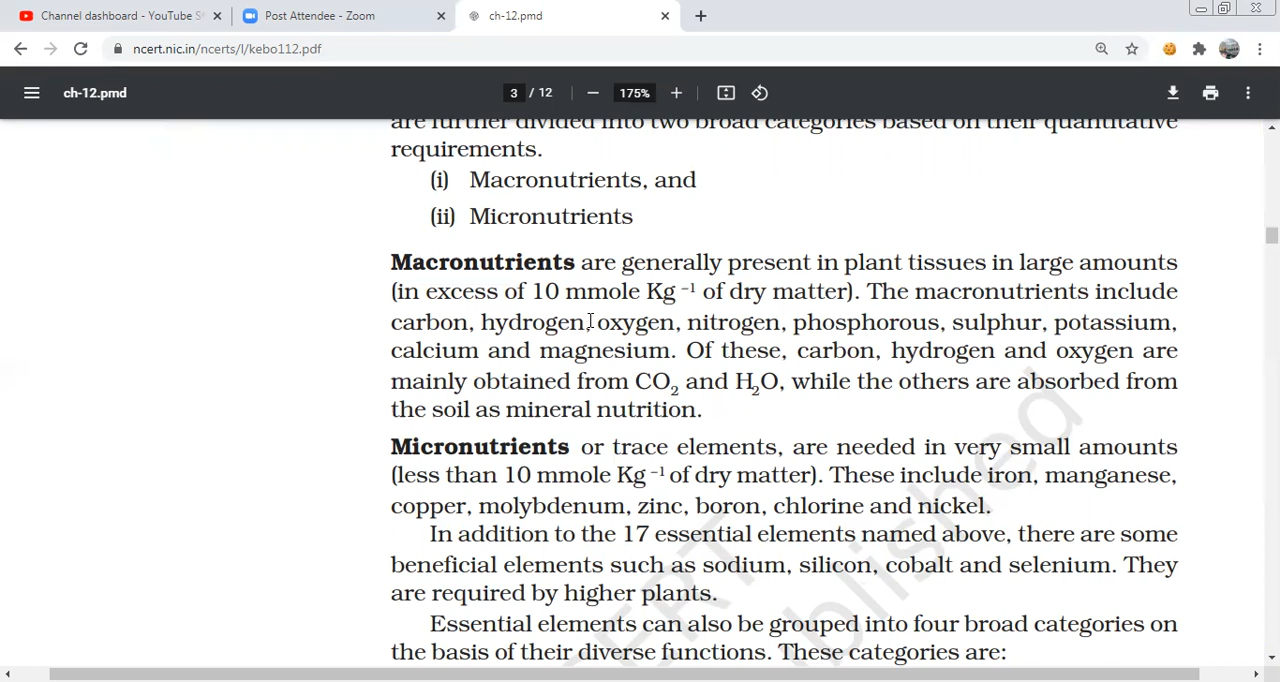 Channel dashboard - YouTube S
Post Attendee - Zoom
ch-12.pmd
ncert.nic.in/ncerts/l/kebo112.pdf
ch-12.pmd
3 / 12
175%
are further divided into two broad categories based on their quantitative
requirements.
(i) Macronutrients, and
(ii) Micronutrients
Macronutrients are generally present in plant tissues in large amounts
(in excess of 10 mmole Kg⁻¹ of dry matter). The macronutrients include
carbon, hydrogen, oxygen, nitrogen, phosphorous, sulphur, potassium,
calcium and magnesium. Of these, carbon, hydrogen and oxygen are
mainly obtained from CO₂ and H₂O, while the others are absorbed from
the soil as mineral nutrition.
Micronutrients or trace elements, are needed in very small amounts
(less than 10 mmole Kg⁻¹ of dry matter). These include iron, manganese,
copper, molybdenum, zinc, boron, chlorine and nickel.
In addition to the 17 essential elements named above, there are some
beneficial elements such as sodium, silicon, cobalt and selenium. They
are required by higher plants.
Essential elements can also be grouped into four broad categories on
the basis of their diverse functions. These categories are: